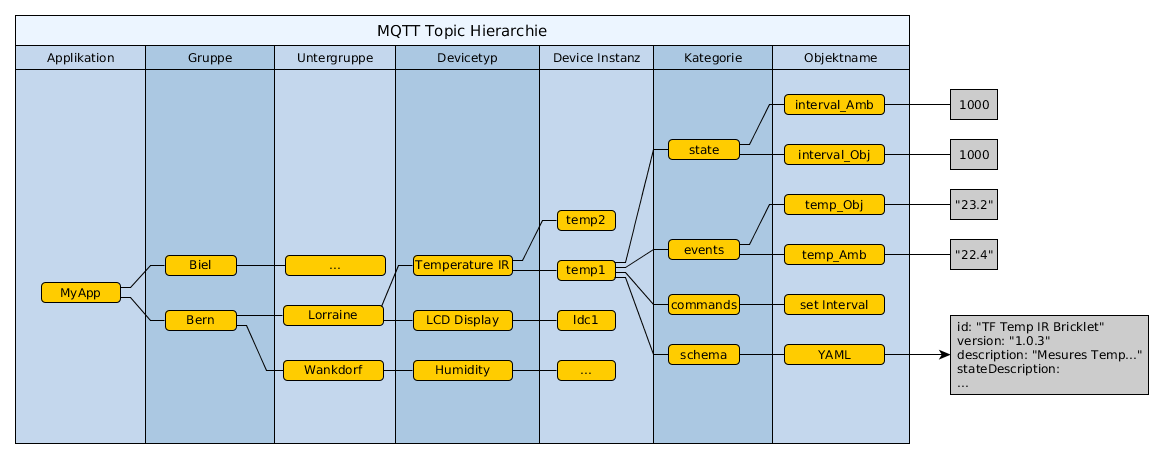 MQTT Topic Hierarchie
Applikation
Gruppe
Untergruppe
Devicetyp
Device Instanz
Kategorie
Objektname
interval_Amb
1000
state
interval_Obj
1000
temp_Obj
"23.2"
temp2
events
temp_Amb
"22.4"
Biel
...
Temperature IR
temp1
MyApp
commands
set Interval
Bern
Lorraine
LCD Display
ldc1
schema
YAML
id: "TF Temp IR Bricklet"
version: "1.0.3"
description: "Mesures Temp..."
stateDescription:
...
Wankdorf
Humidity
...